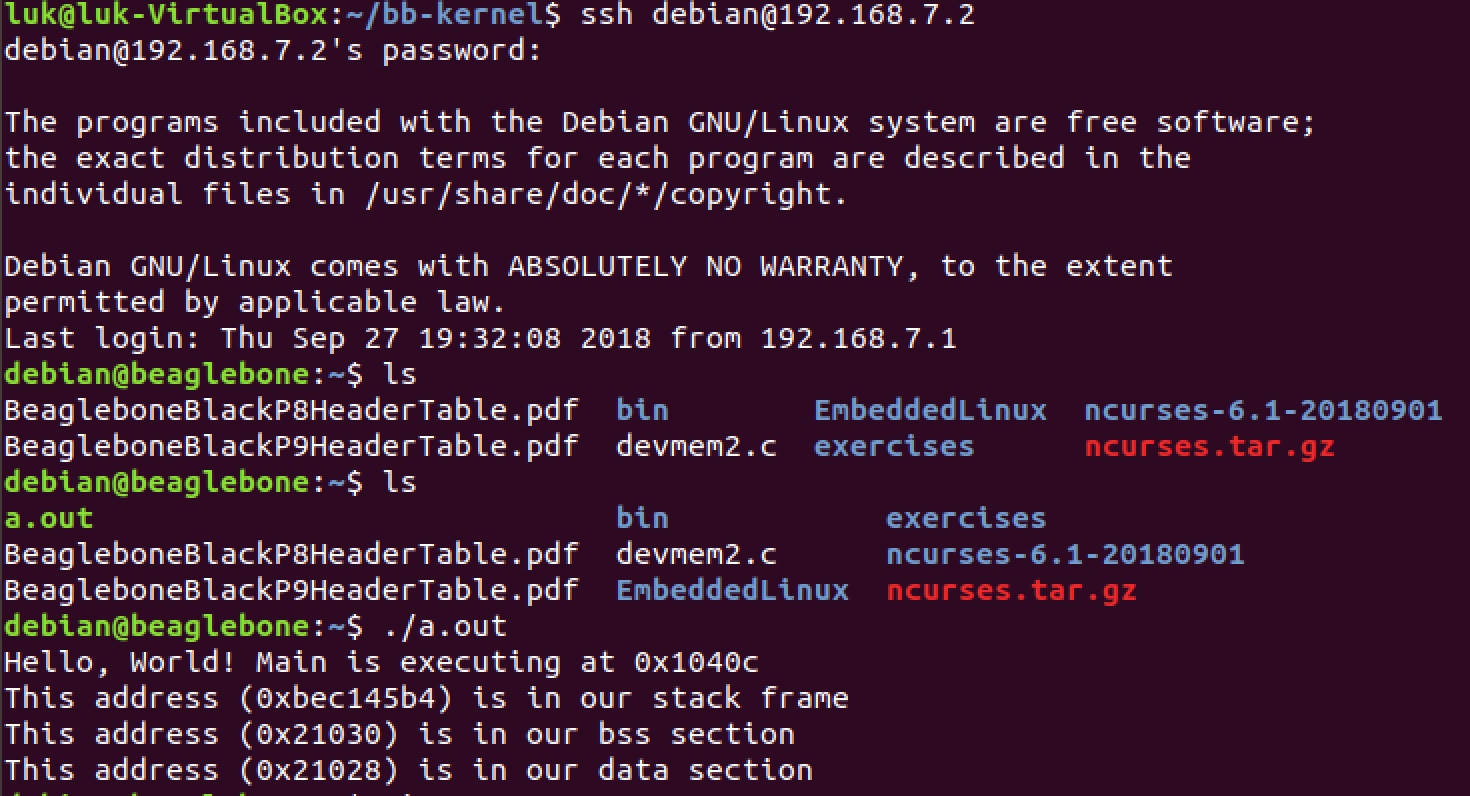 luk@luk-VirtualBox:~/bb-kernel$ ssh debian@192.168.7.2
debian@192.168.7.2's password:
The programs included with the Debian GNU/Linux system are free software;
the exact distribution terms for each program are described in the
individual files in /usr/share/doc/*/copyright.
Debian GNU/Linux comes with ABSOLUTELY NO WARRANTY, to the extent
permitted by applicable law.
Last login: Thu Sep 27 19:32:08 2018 from 192.168.7.1
debian@beaglebone:~$ ls
BeagleboneBlackP8HeaderTable.pdf  bin        EmbeddedLinux  ncurses-6.1-20180901
BeagleboneBlackP9HeaderTable.pdf  devmem2.c  exercises      ncurses.tar.gz
debian@beaglebone:~$ ls
a.out                             bin            exercises
BeagleboneBlackP8HeaderTable.pdf  devmem2.c      ncurses-6.1-20180901
BeagleboneBlackP9HeaderTable.pdf  EmbeddedLinux  ncurses.tar.gz
debian@beaglebone:~$ ./a.out
Hello, World! Main is executing at 0x1040c
This address (0xbec145b4) is in our stack frame
This address (0x21030) is in our bss section
This address (0x21028) is in our data section